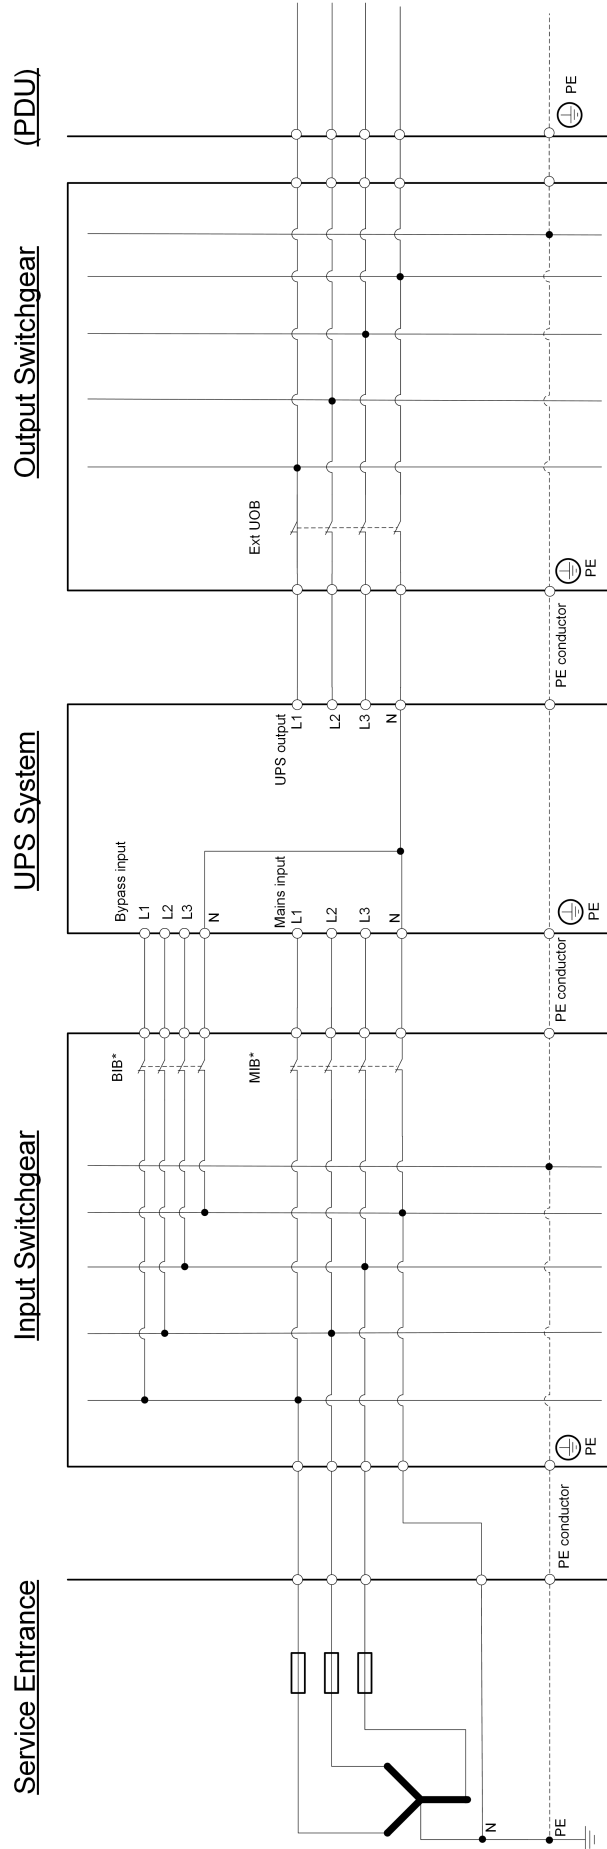 Service Entrance
Input Switchgear
UPS System
Output Switchgear
(PDU)
N
PE
PE conductor
PE
BIB*
MIB*
PE conductor
Bypass input
L1
L2
L3
N
Mains input
L1
L2
L3
N
PE
UPS output
L1
L2
L3
N
PE conductor
Ext UOB
PE
PE